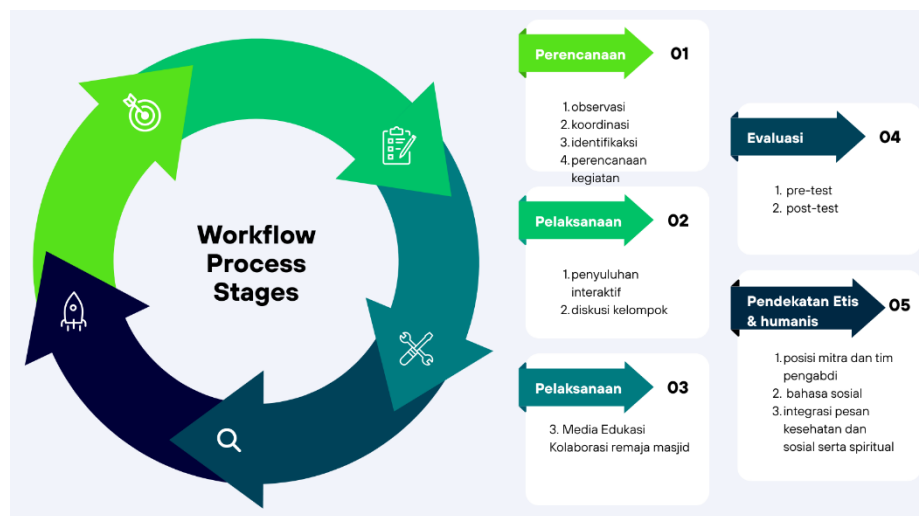 Workflow
Process
Stages
Perencanaan
01
1. observasi
2. koordinasi
3. identifikaksi
4. perencanaan
kegiatan
Pelaksanaan
02
1. penyuluhan
interaktif
2. diskusi kelompok
Pelaksanaan
03
3. Media Edukasi
Kolaborasi remaja masjid
Evaluasi
04
1. pre-test
2. post-test
Pendekatan Etis
& humanis
05
1. posisi mitra dan tim
pengabdi
2. bahasa sosial
3. integrasi pesan
kesehatan dan
sosial serta spiritual